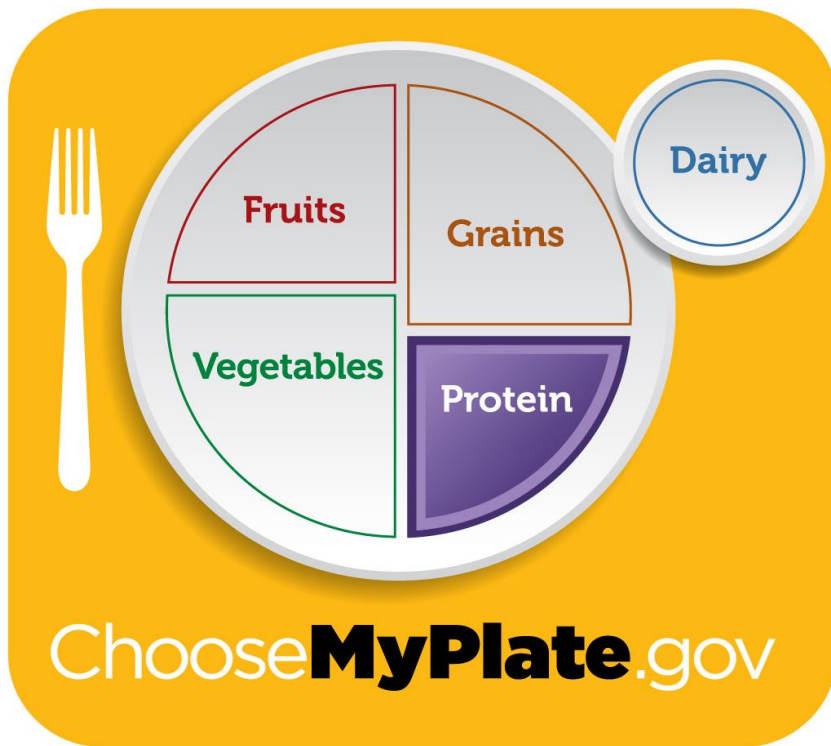 Fruits
Grains
Dairy
Vegetables
Protein
ChooseMyPlate.gov